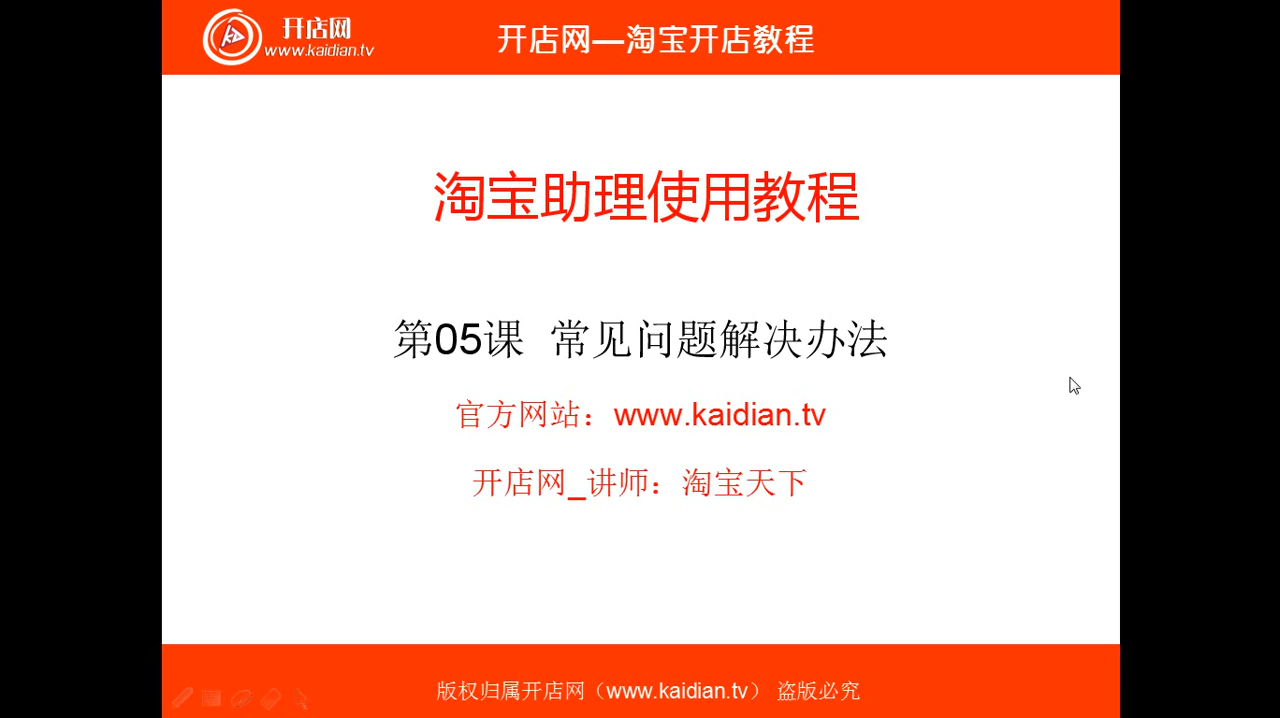 开店网
www.kaidian.tv
开店网—淘宝开店教程
淘宝助理使用教程
第05课 常见问题解决办法
官方网站：www.kaidian.tv
开店网_讲师：淘宝天下
版权归属开店网（www.kaidian.tv） 盗版必究